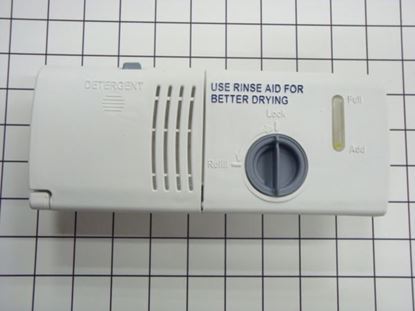 DETERGENT
USE RINSE AID FOR
BETTER DRYING
Lock
Refill
Full
Add